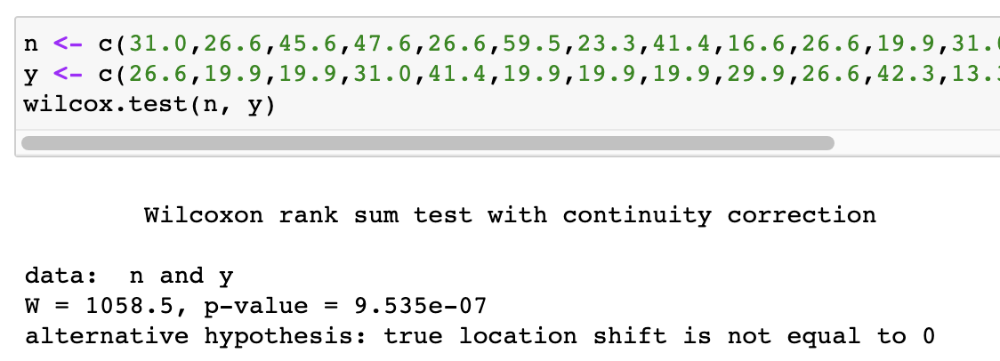 n <- c(31.0,26.6,45.6,47.6,26.6,59.5,23.3,41.4,16.6,26.6,19.9,31.
y <- c(26.6,19.9,19.9,31.0,41.4,19.9,19.9,19.9,29.9,26.6,42.3,13.
wilcox.test(n, y)
Wilcoxon rank sum test with continuity correction
data: n and y
W = 1058.5, p-value = 9.535e-07
alternative hypothesis: true location shift is not equal to 0